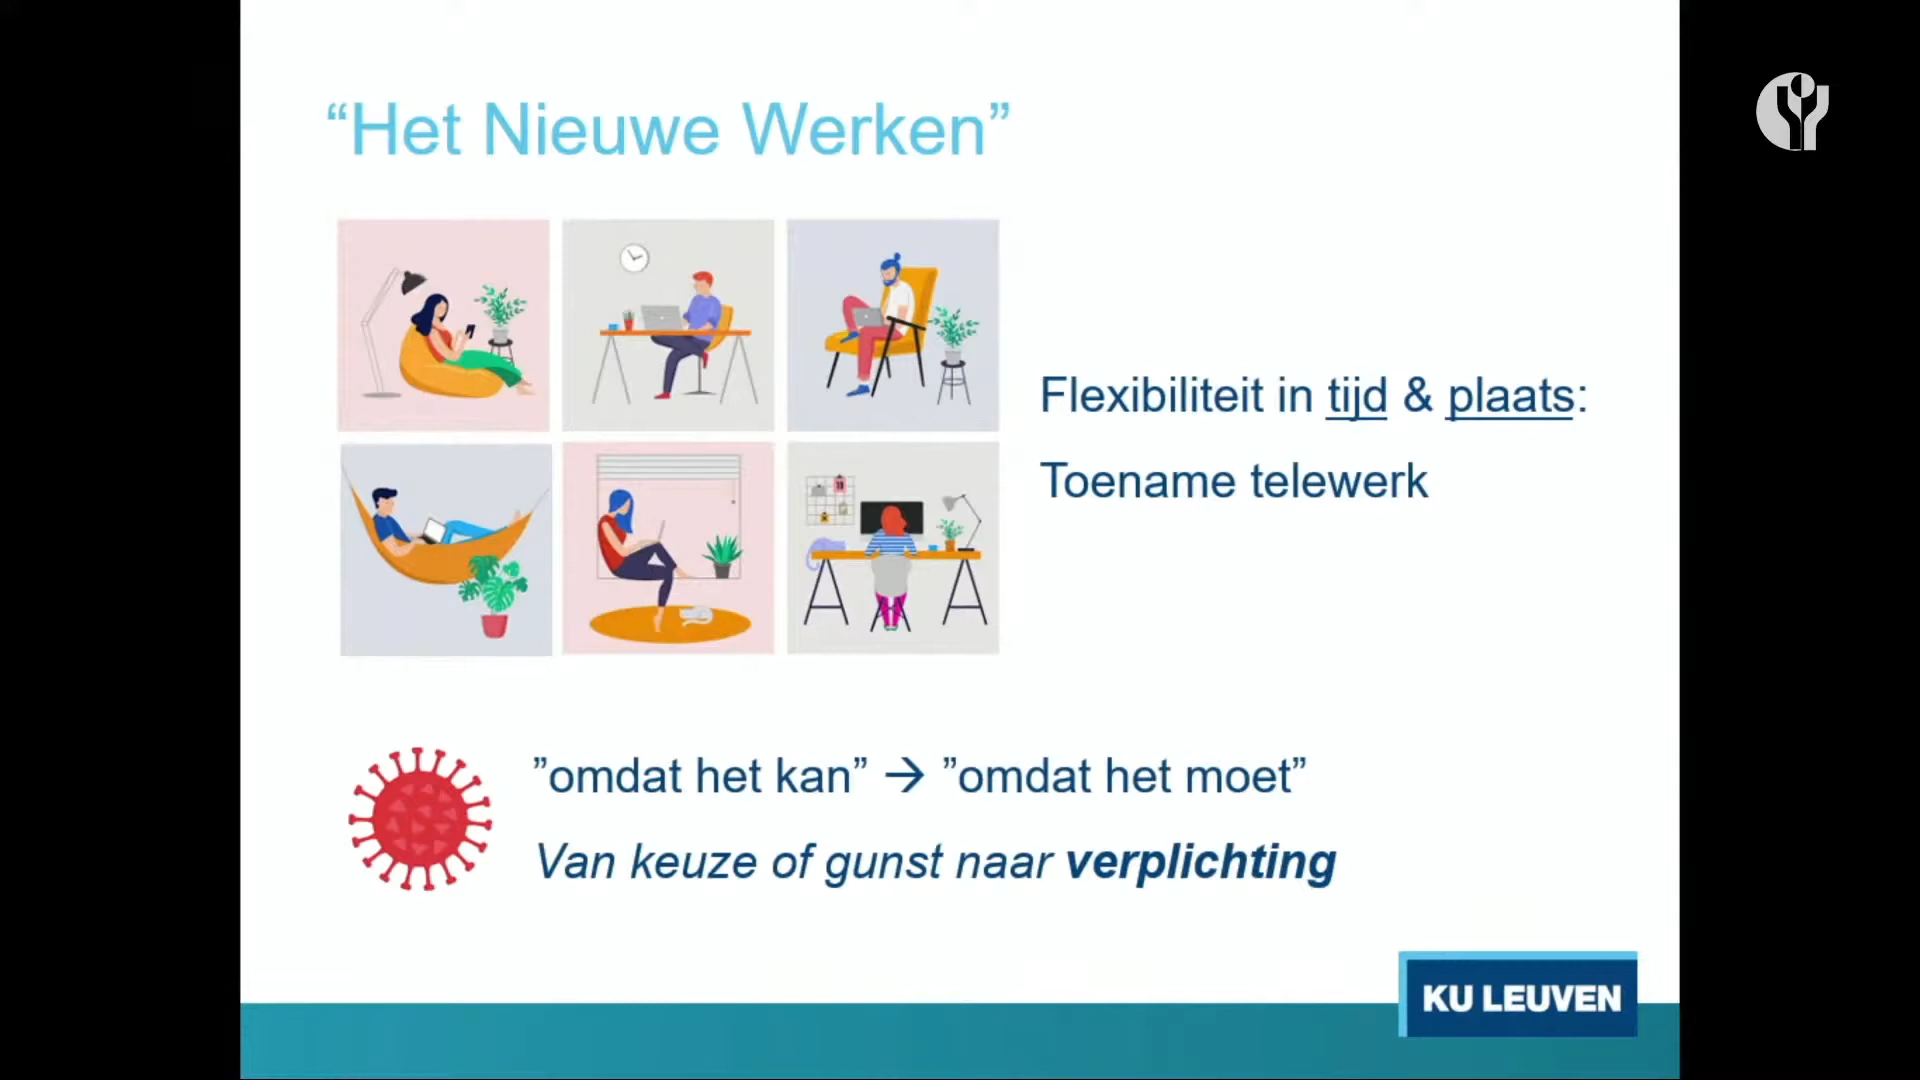 “Het Nieuwe Werken”
Flexibiliteit in tijd & plaats:
Toename telewerk
”omdat het kan” → ”omdat het moet”
Van keuze of gunst naar verplichting
KU LEUVEN